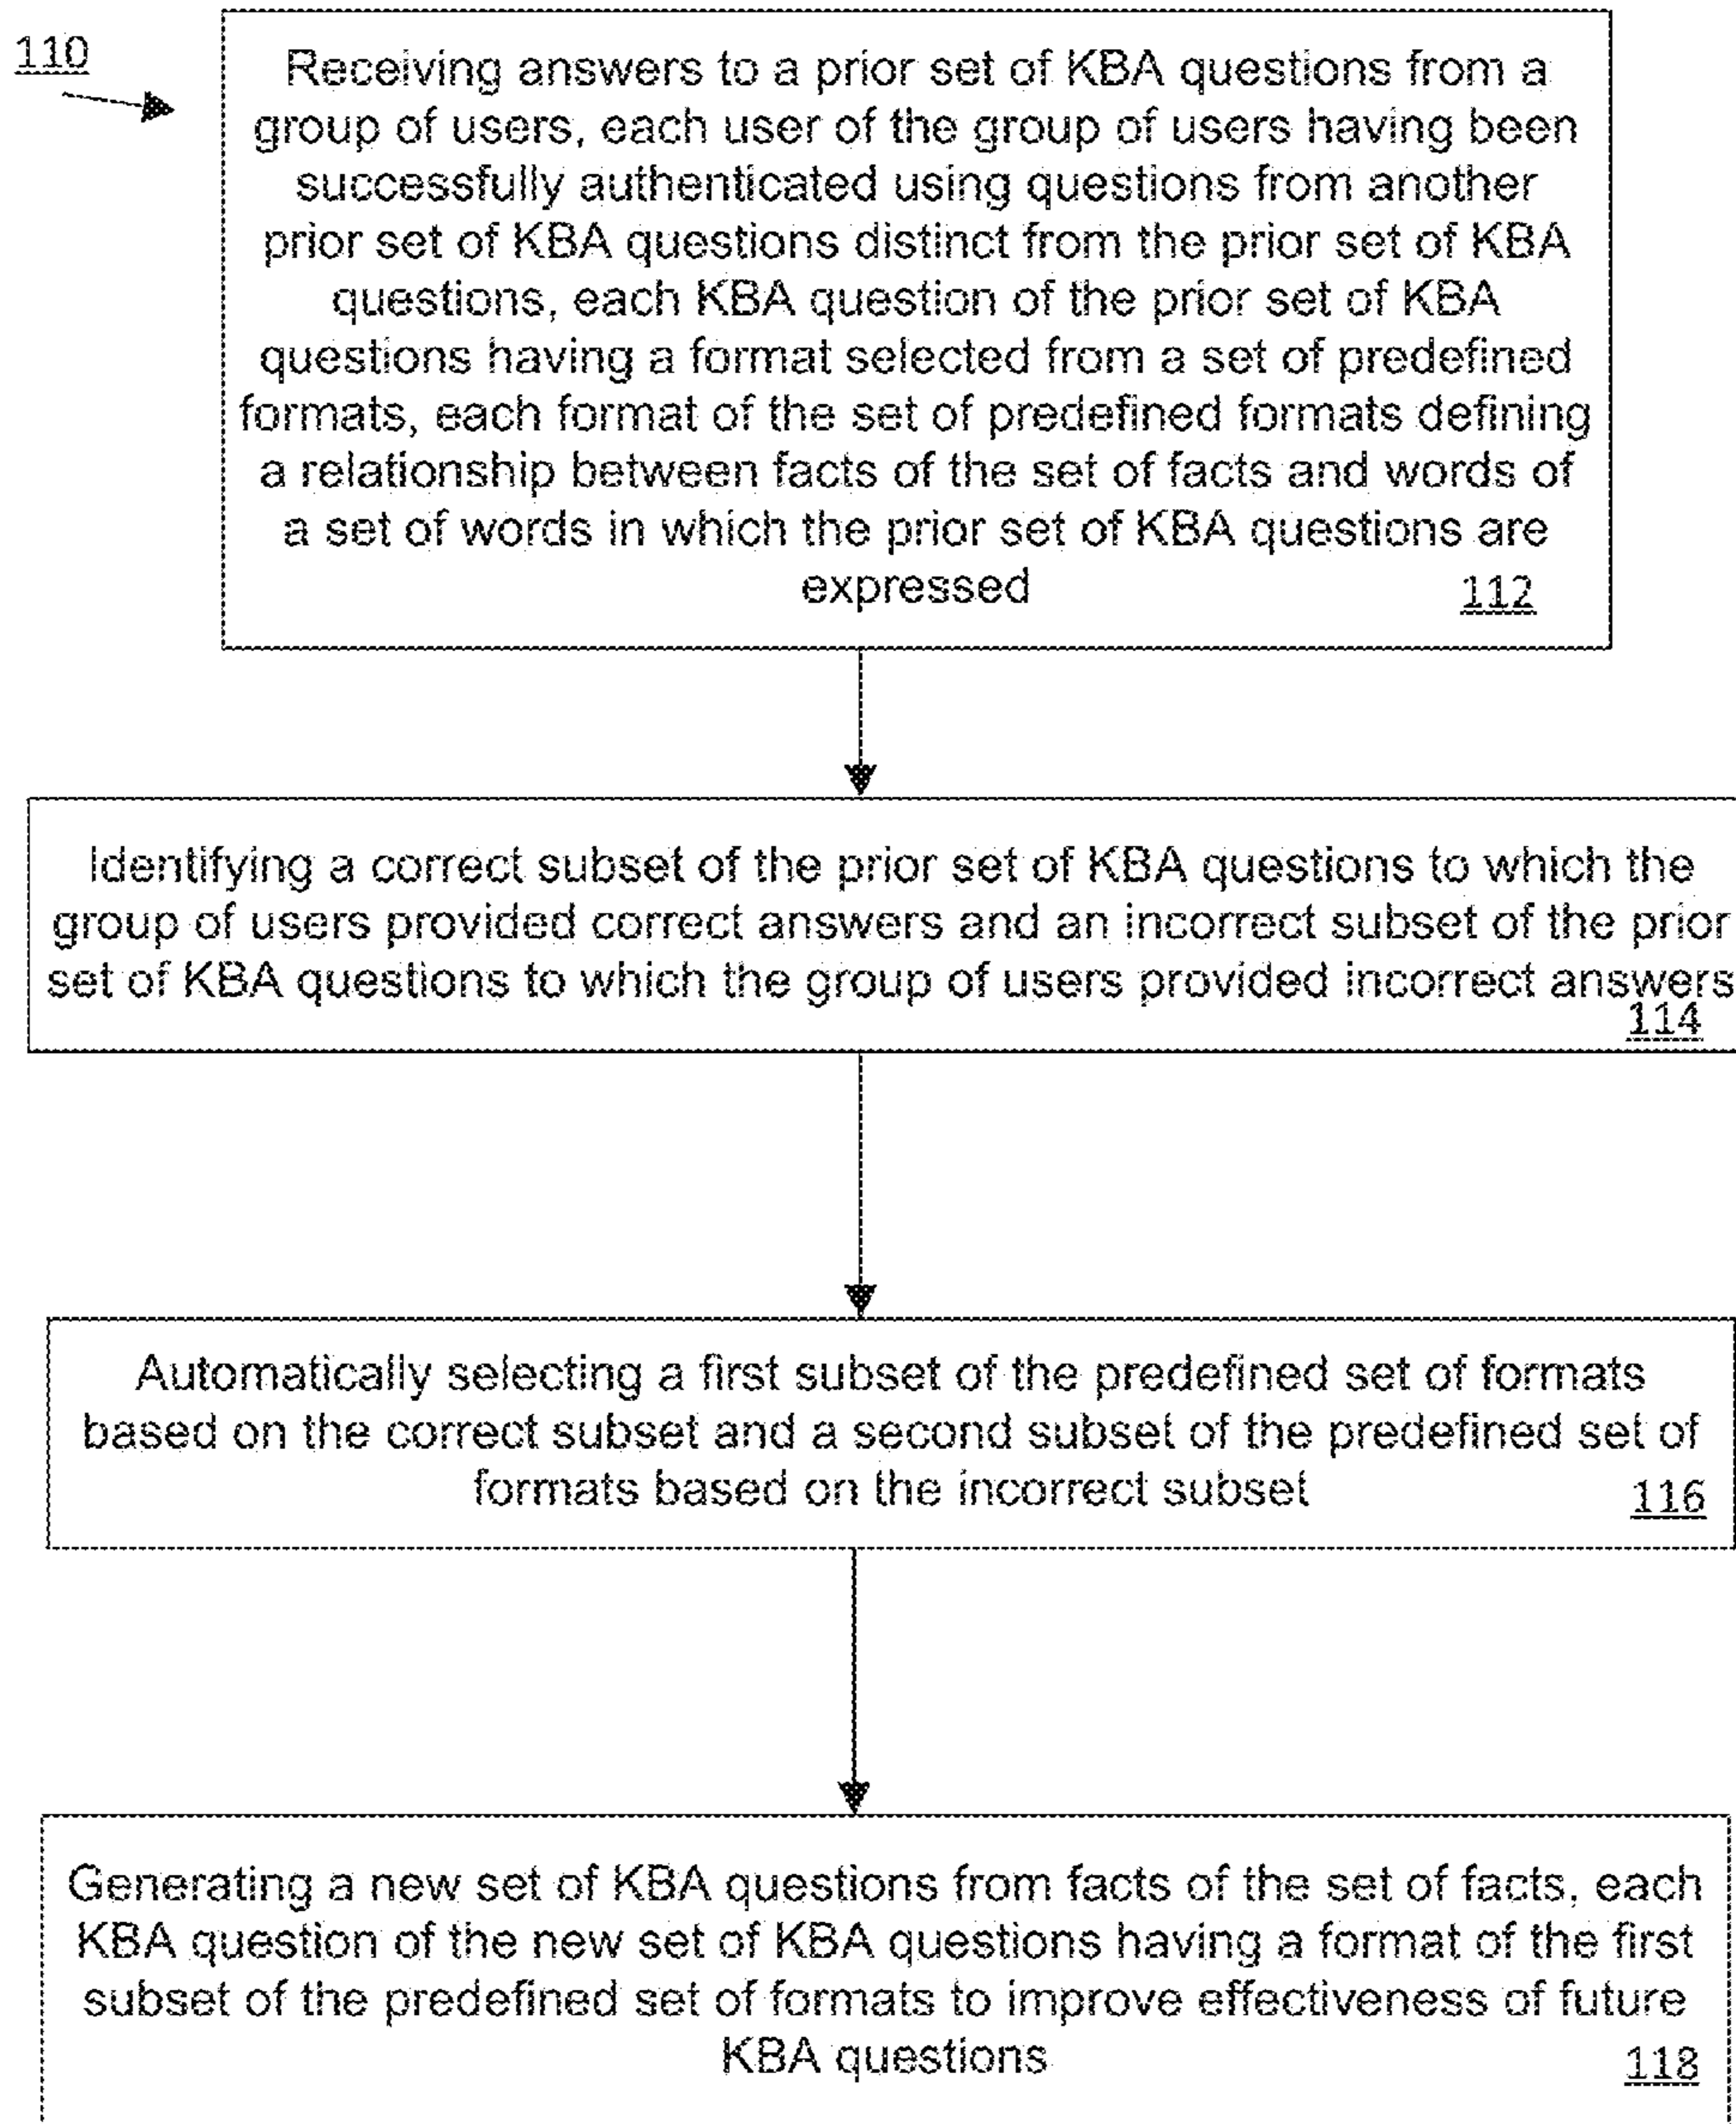 110
Receiving answers to a prior set of KBA questions from a
group of users, each user of the group of users having been
successfully authenticated using questions from another
prior set of KBA questions distinct from the prior set of KBA
questions, each KBA question of the prior set of KBA
questions having a format selected from a set of predefined
formats, each format of the set of predefined formats defining
a relationship between facts of the set of facts and words of
a set of words in which the prior set of KBA questions are
expressed 112
Identifying a correct subset of the prior set of KBA questions to which the
group of users provided correct answers and an incorrect subset of the prior
set of KBA questions to which the group of users provided incorrect answers
114
Automatically selecting a first subset of the predefined set of formats
based on the correct subset and a second subset of the predefined set of
formats based on the incorrect subset 116
Generating a new set of KBA questions from facts of the set of facts, each
KBA question of the new set of KBA questions having a format of the first
subset of the predefined set of formats to improve effectiveness of future
KBA questions 118